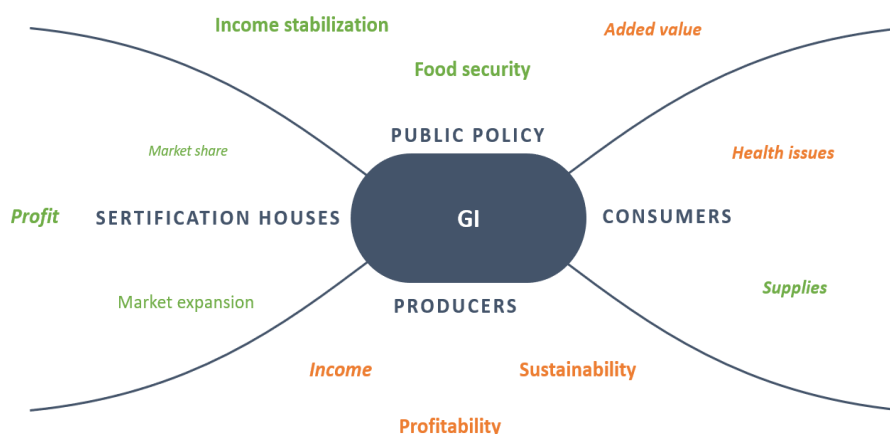 Income stabilization
Added value
Food security
PUBLIC POLICY
Market share
Health issues
Profit
SERTIFICATION HOUSES
GI
CONSUMERS
Supplies
Market expansion
PRODUCERS
Income
Sustainability
Profitability